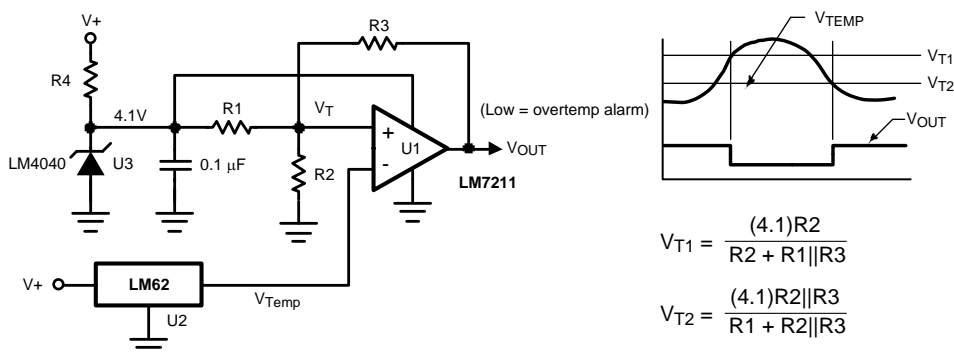 V+
R3
R4
4.1V
R1
V_T
(Low = overtemp alarm)
+
-
U1
V_OUT
LM4040
U3
0.1 μF
R2
LM7211
V+
LM62
V_Temp
U2
V_TEMP
V_T1
V_T2
V_OUT
V_T1 = (4.1)R2 / R2 + R1||R3
V_T2 = (4.1)R2||R3 / R1 + R2||R3